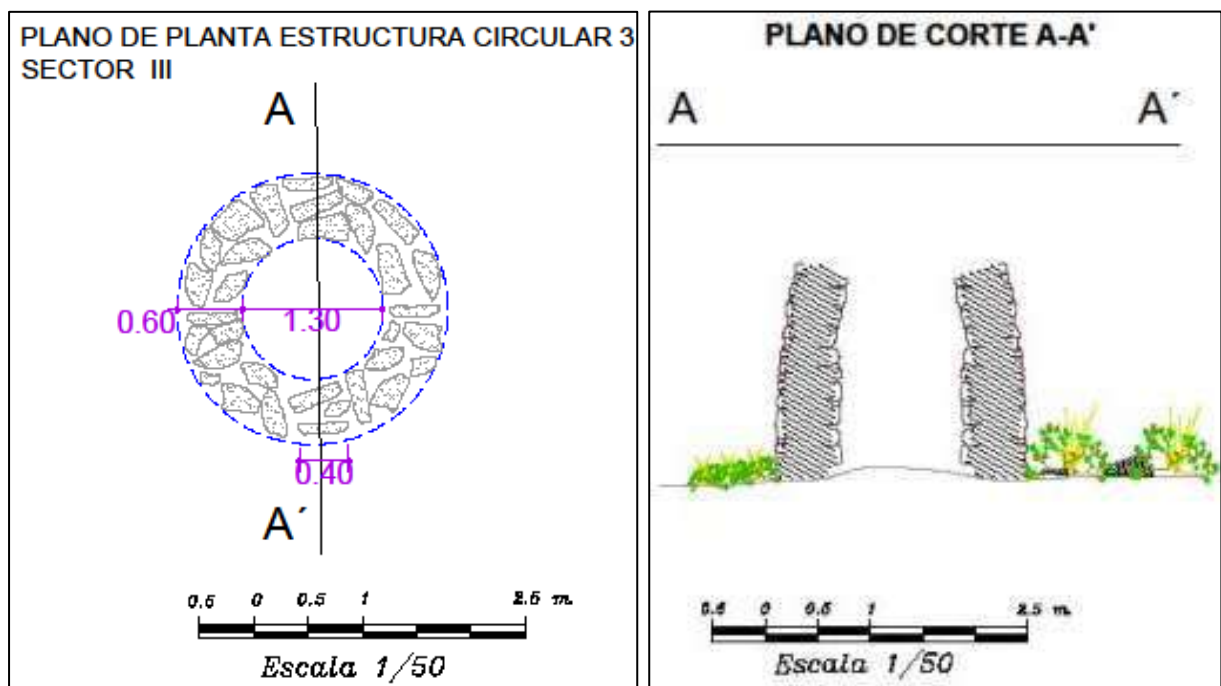 PLANO DE PLANTA ESTRUCTURA CIRCULAR 3
SECTOR III
A
0.60
1.30
0.40
A´
0.5 0 0.5 1 2.5 m.
Escala 1/50
PLANO DE CORTE A-A'
A A´
0.5 0 0.5 1 2.5 m.
Escala 1/50